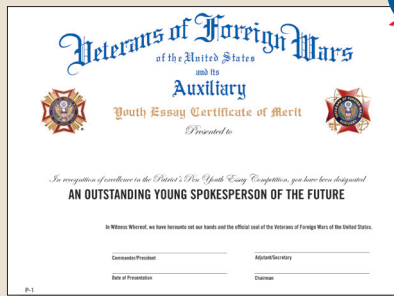 Veterans of Foreign Wars
of the United States
and its
Auxiliary
Youth Essay Certificate of Merit
Presented to
In recognition of excellence in the Patriot's Pen Youth Essay Competition, you have been designated
AN OUTSTANDING YOUNG SPOKESPERSON OF THE FUTURE
In Witness Whereof, we have hereunto set our hands and the official seal of the Veterans of Foreign Wars of the United States.
Commander/President
Adjutant/Secretary
Date of Presentation
Chairman
P-1